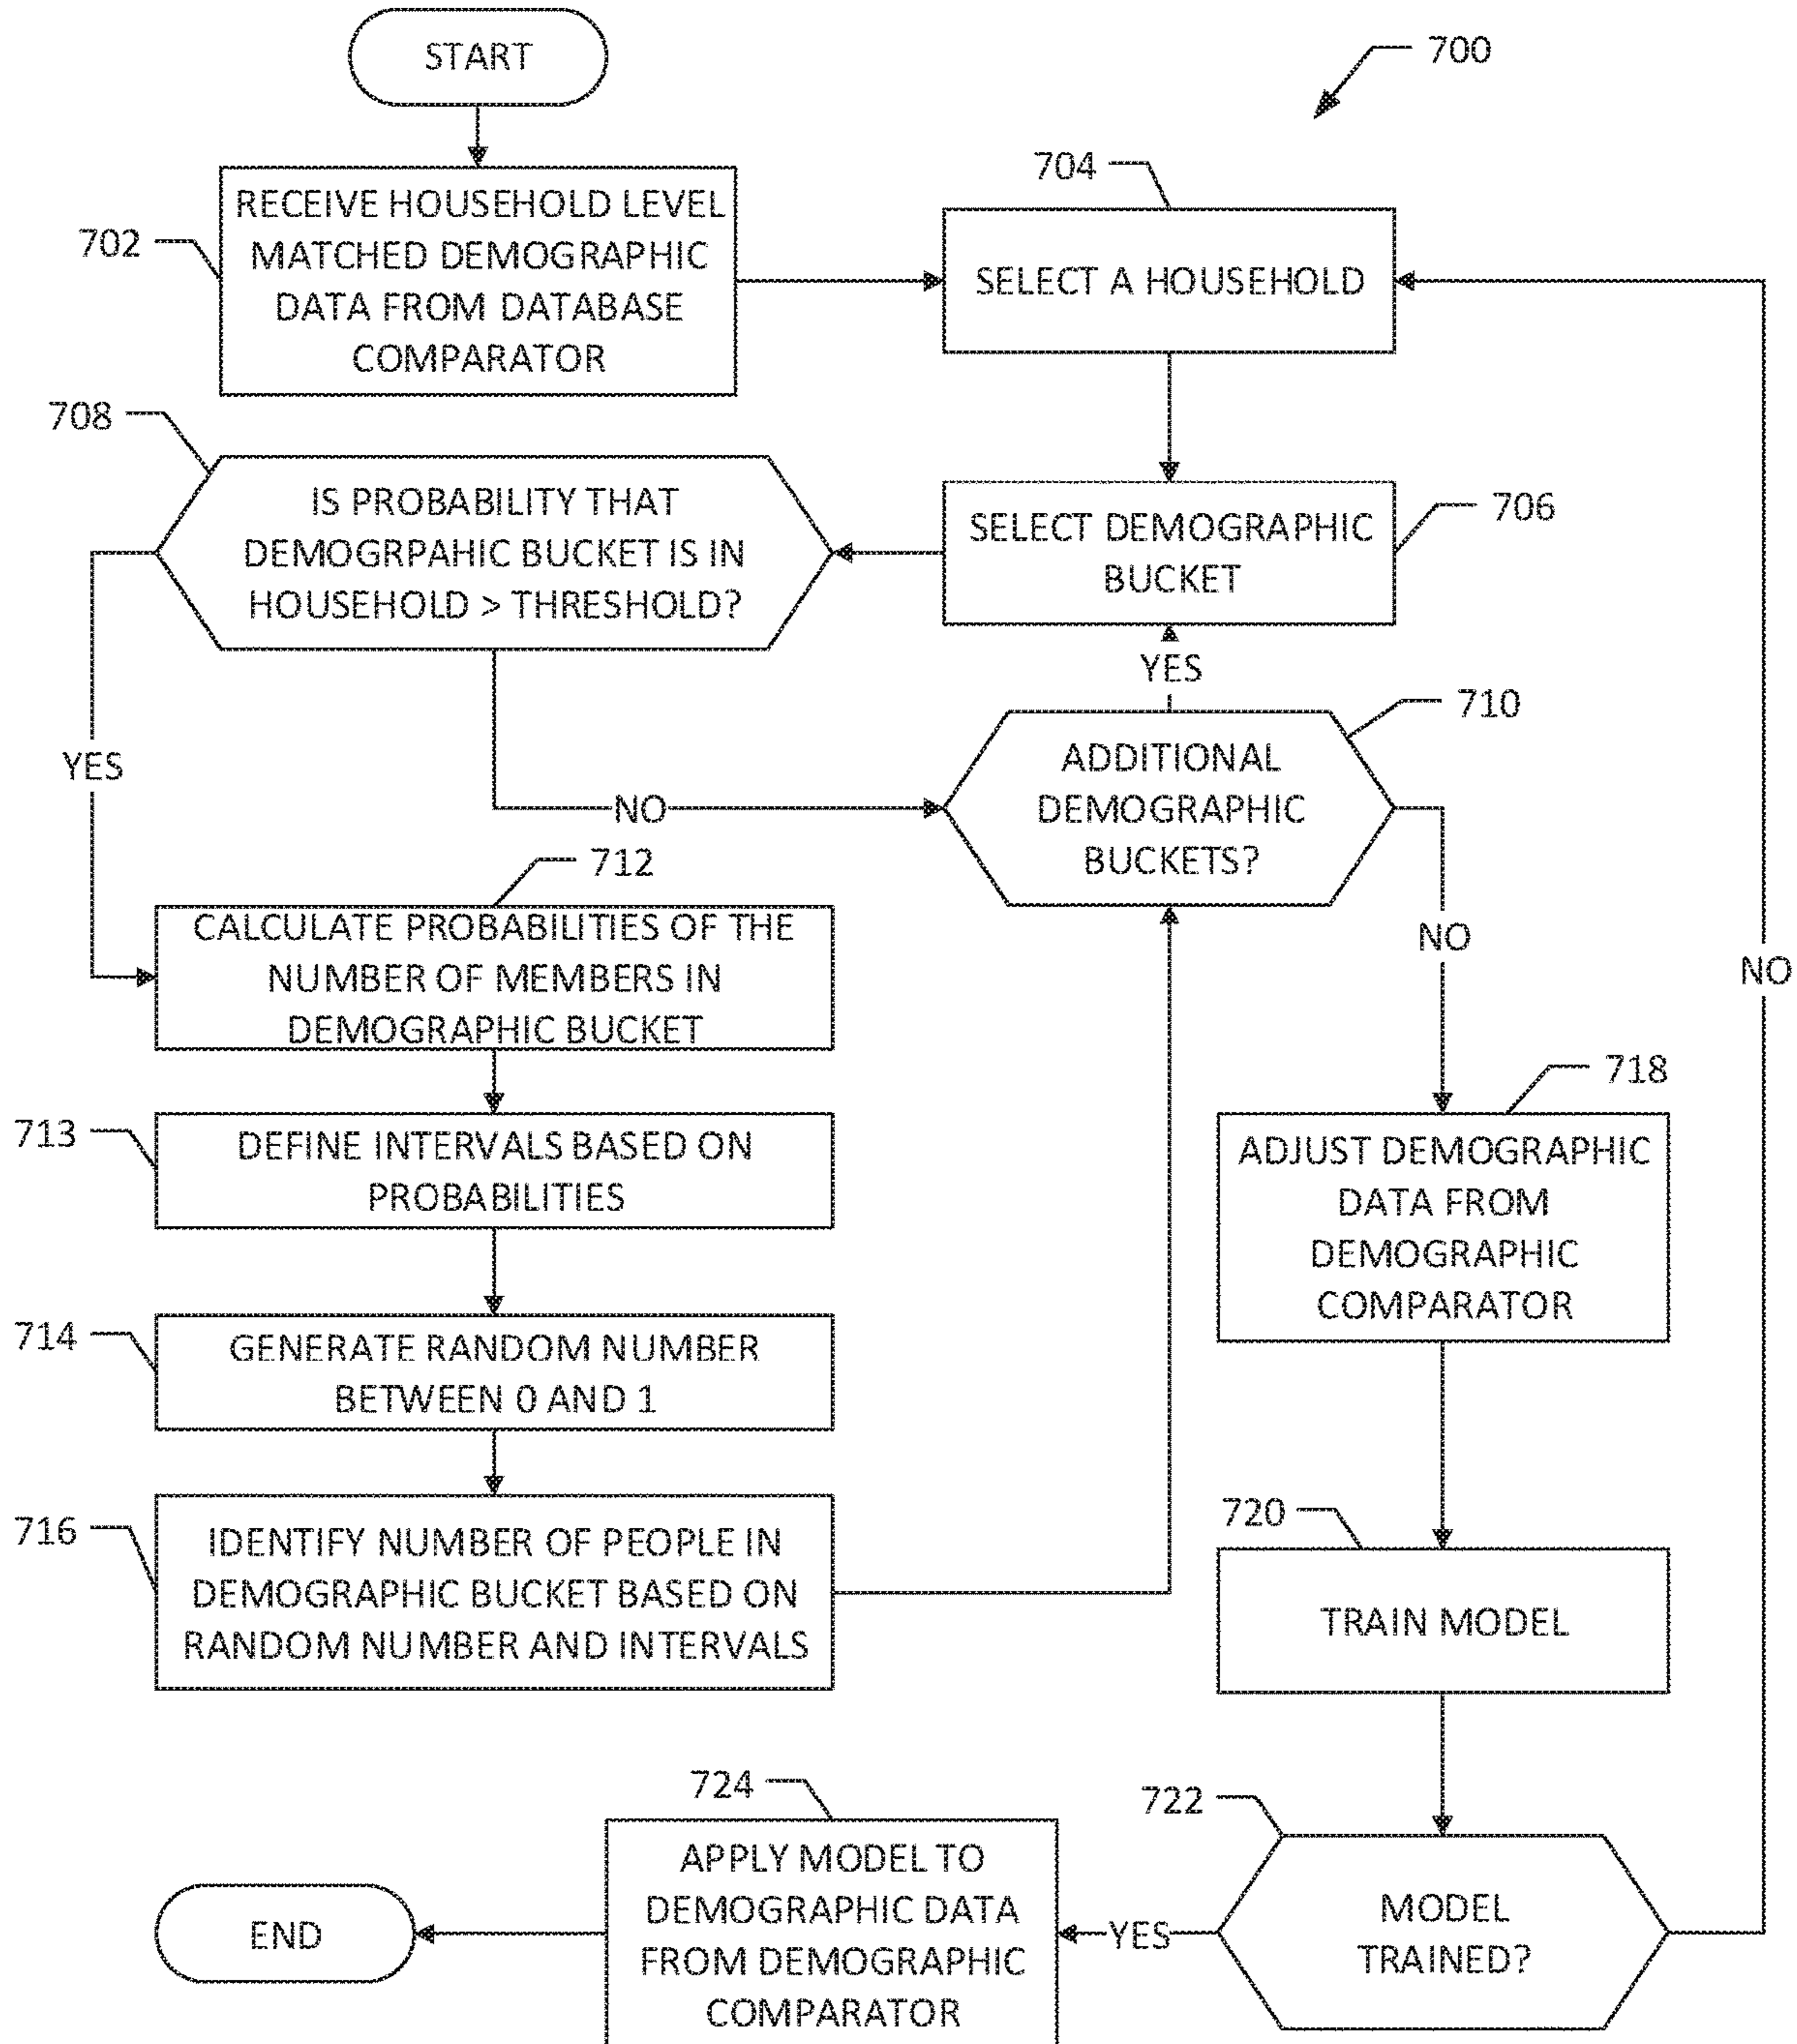 START
700
702
RECEIVE HOUSEHOLD LEVEL
MATCHED DEMOGRAPHIC
DATA FROM DATABASE
COMPARATOR
704
SELECT A HOUSEHOLD
706
SELECT DEMOGRAPHIC
BUCKET
708
IS PROBABILITY THAT
DEMOGRPAHIC BUCKET IS IN
HOUSEHOLD > THRESHOLD?
YES
NO
YES
710
ADDITIONAL
DEMOGRAPHIC
BUCKETS?
NO
NO
712
CALCULATE PROBABILITIES OF THE
NUMBER OF MEMBERS IN
DEMOGRAPHIC BUCKET
713
DEFINE INTERVALS BASED ON
PROBABILITIES
714
GENERATE RANDOM NUMBER
BETWEEN 0 AND 1
716
IDENTIFY NUMBER OF PEOPLE IN
DEMOGRAPHIC BUCKET BASED ON
RANDOM NUMBER AND INTERVALS
718
ADJUST DEMOGRAPHIC
DATA FROM
DEMOGRAPHIC
COMPARATOR
720
TRAIN MODEL
722
MODEL
TRAINED?
YES
724
APPLY MODEL TO
DEMOGRAPHIC DATA
FROM DEMOGRAPHIC
COMPARATOR
END